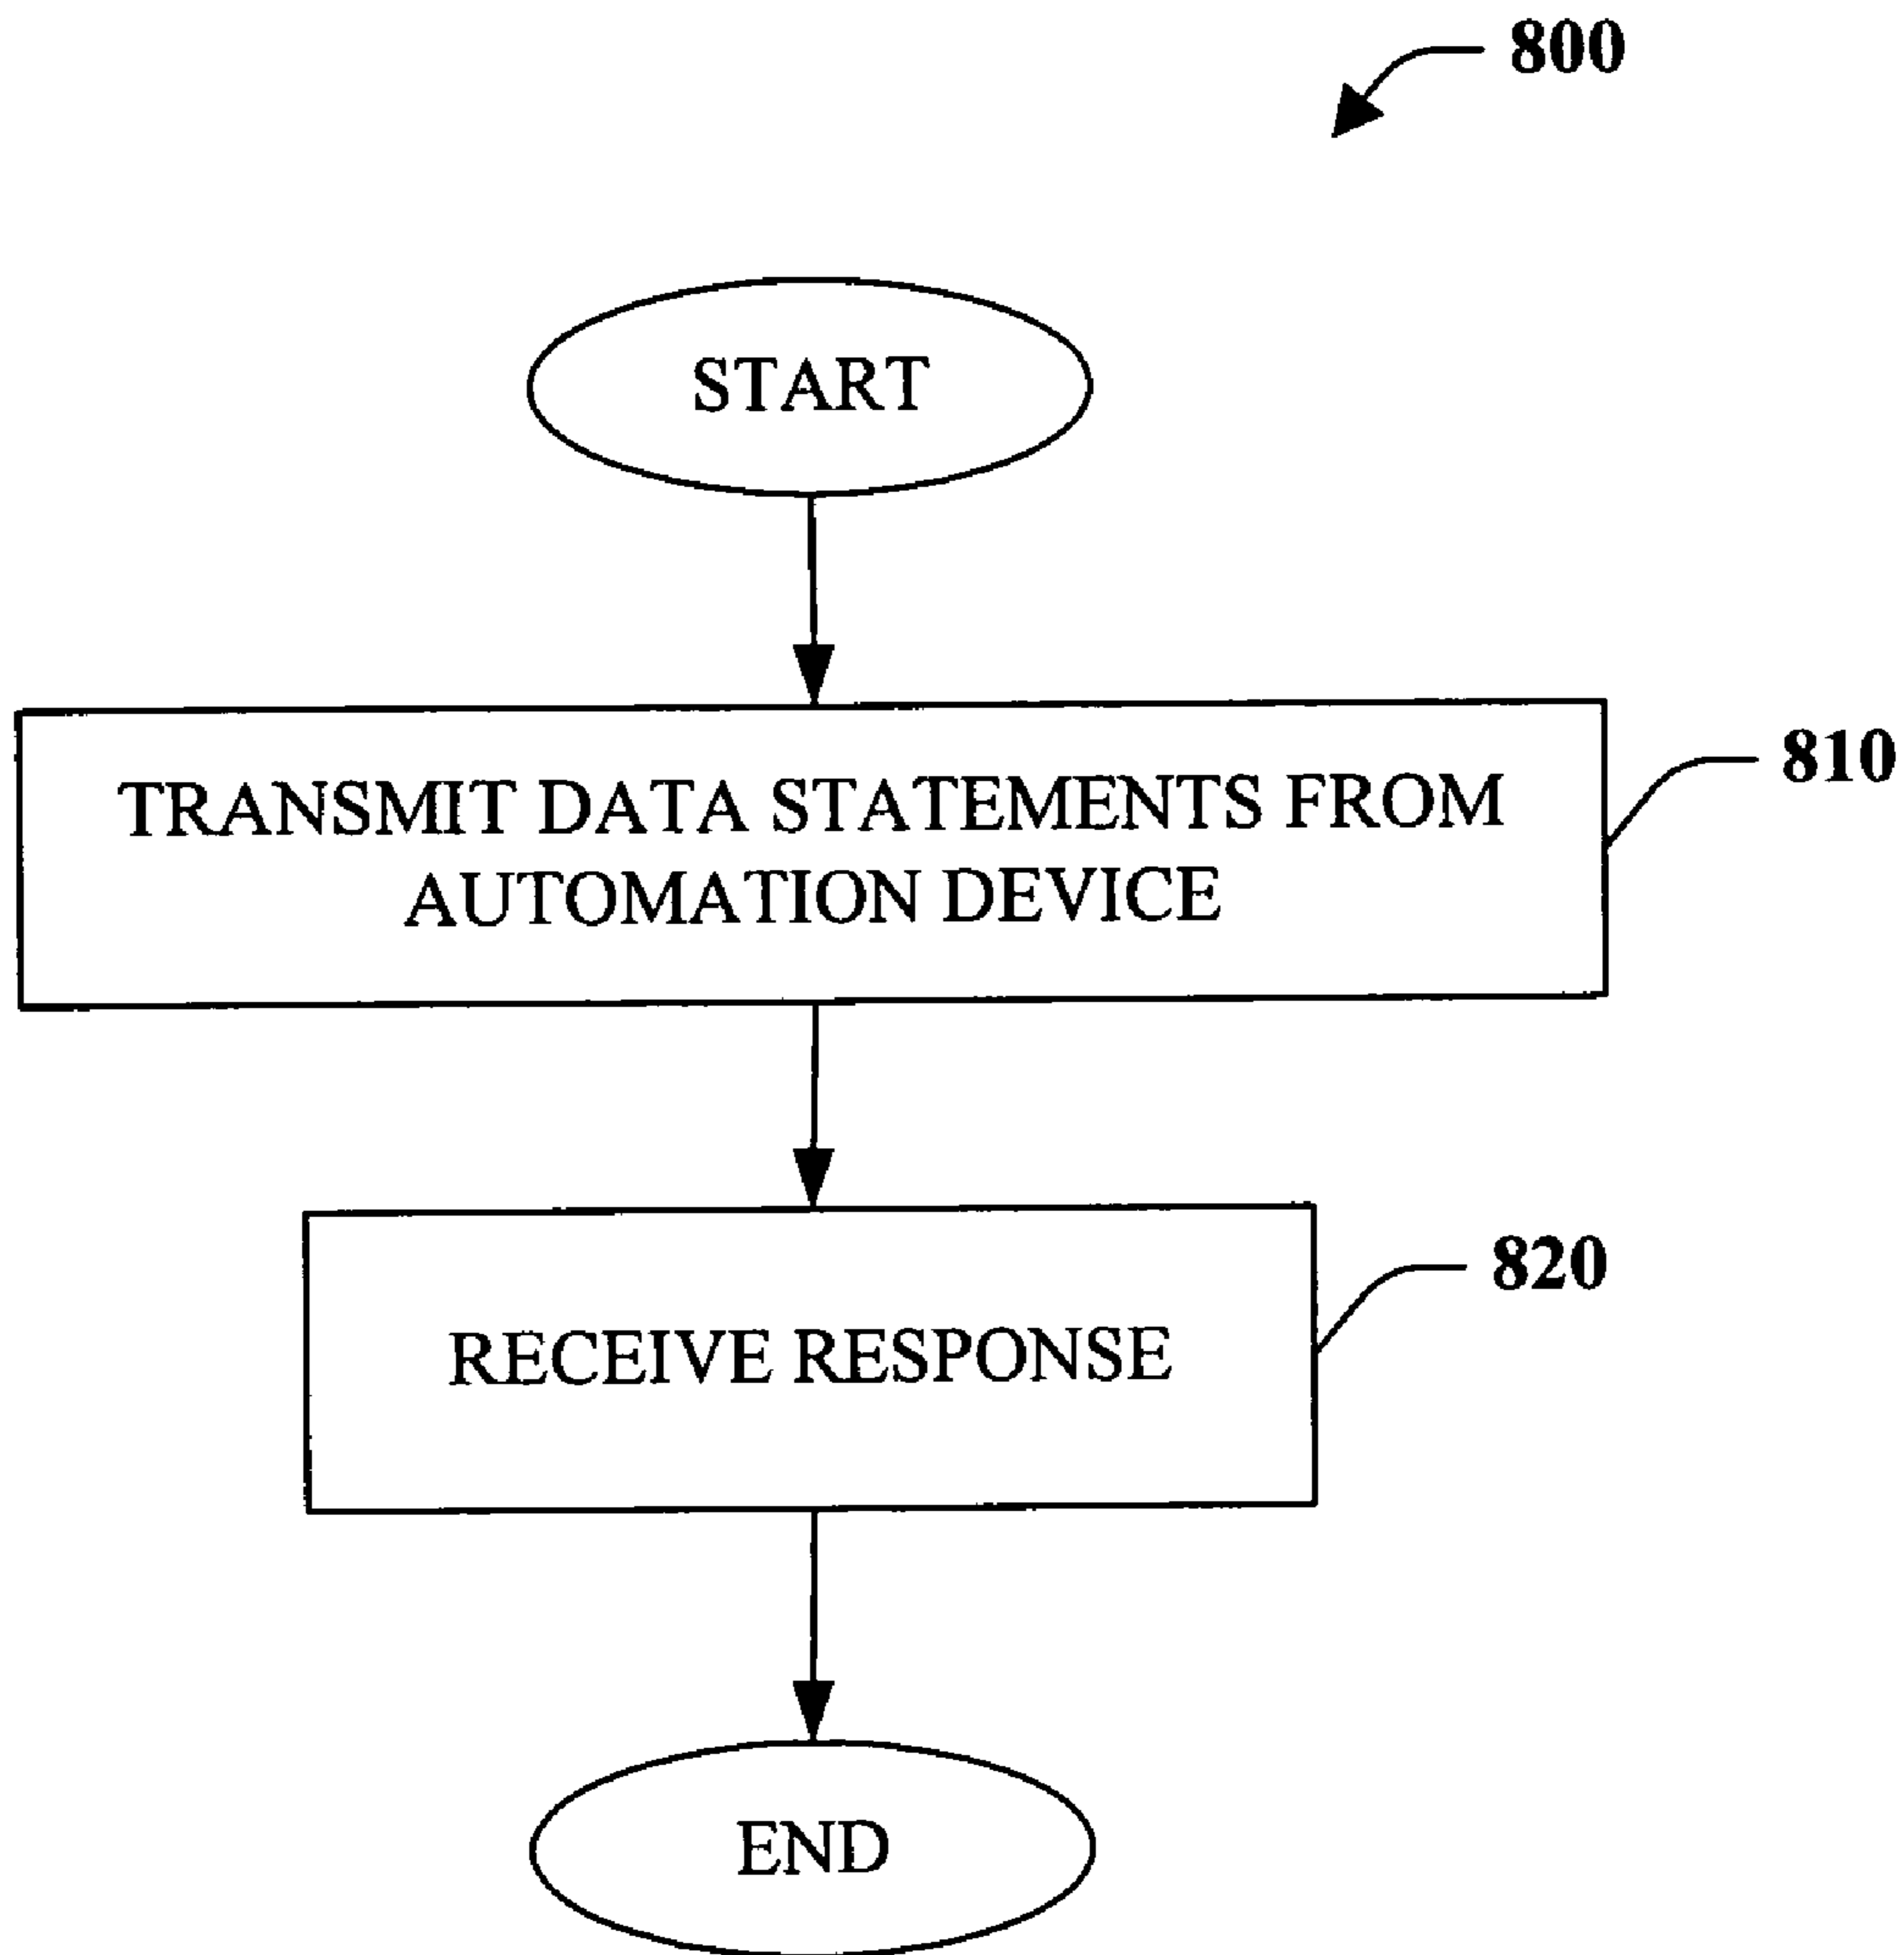 800
START
TRANSMIT DATA STATEMENTS FROM
AUTOMATION DEVICE
810
RECEIVE RESPONSE
820
END